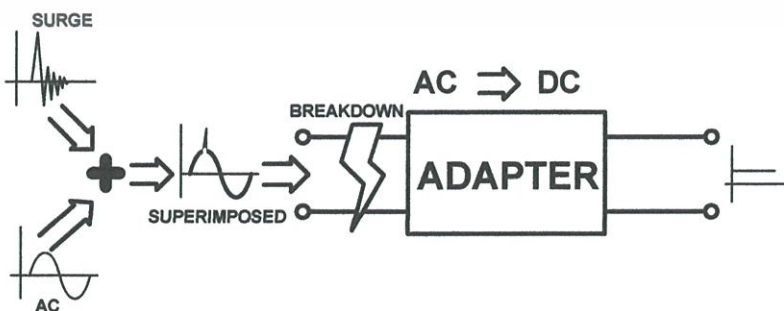 SURGE
AC ⇒ DC
BREAKDOWN
ADAPTER
SUPERIMPOSED
AC